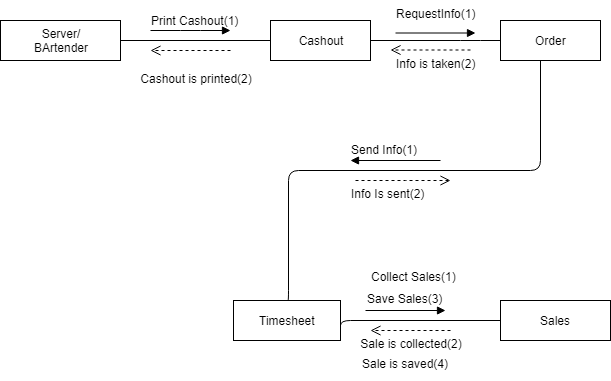 Print Cashout(1)
RequestInfo(1)
Server/
BArtender
Cashout
Order
Cashout is printed(2)
Info is taken(2)
Send Info(1)
Info Is sent(2)
Collect Sales(1)
Save Sales(3)
Timesheet
Sales
Sale is collected(2)
Sale is saved(4)